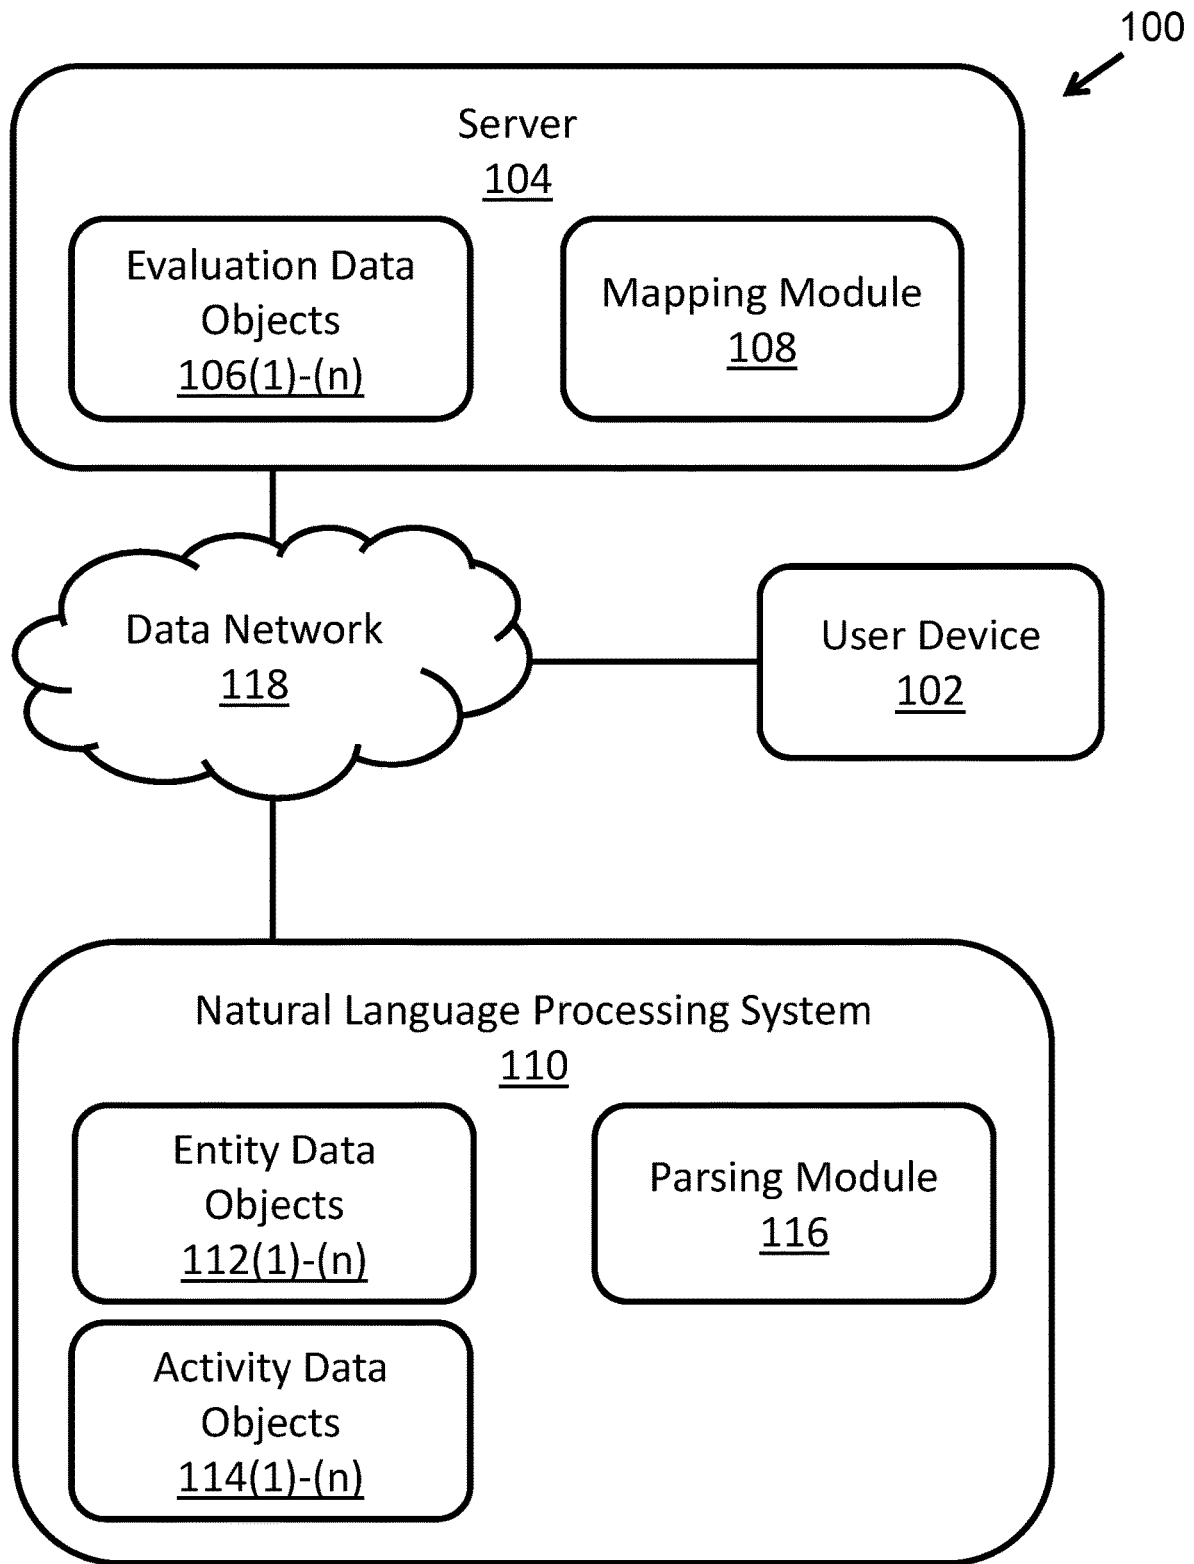 100
Server
104
Evaluation Data
Objects
106(1)-(n)
Mapping Module
108
Data Network
118
User Device
102
Natural Language Processing System
110
Entity Data
Objects
112(1)-(n)
Parsing Module
116
Activity Data
Objects
114(1)-(n)